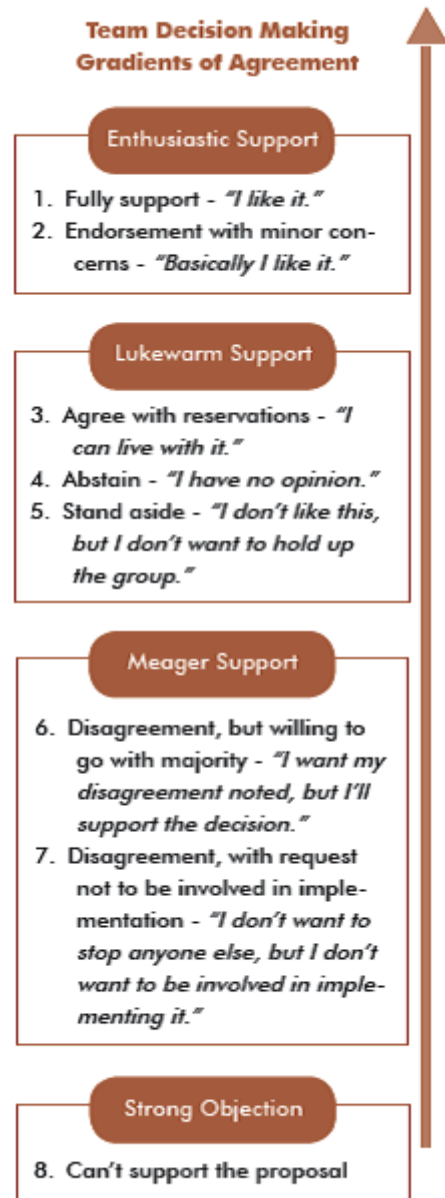 Team Decision Making
Gradients of Agreement
Enthusiastic Support
1. Fully support - “I like it.”
2. Endorsement with minor con-
cerns - “Basically I like it.”
Lukewarm Support
3. Agree with reservations - “I
can live with it.”
4. Abstain - “I have no opinion.”
5. Stand aside - “I don’t like this,
but I don’t want to hold up
the group.”
Meager Support
6. Disagreement, but willing to
go with majority - “I want my
disagreement noted, but I’ll
support the decision.”
7. Disagreement, with request
not to be involved in imple-
mentation - “I don’t want to
stop anyone else, but I don’t
want to be involved in imple-
menting it.”
Strong Objection
8. Can’t support the proposal